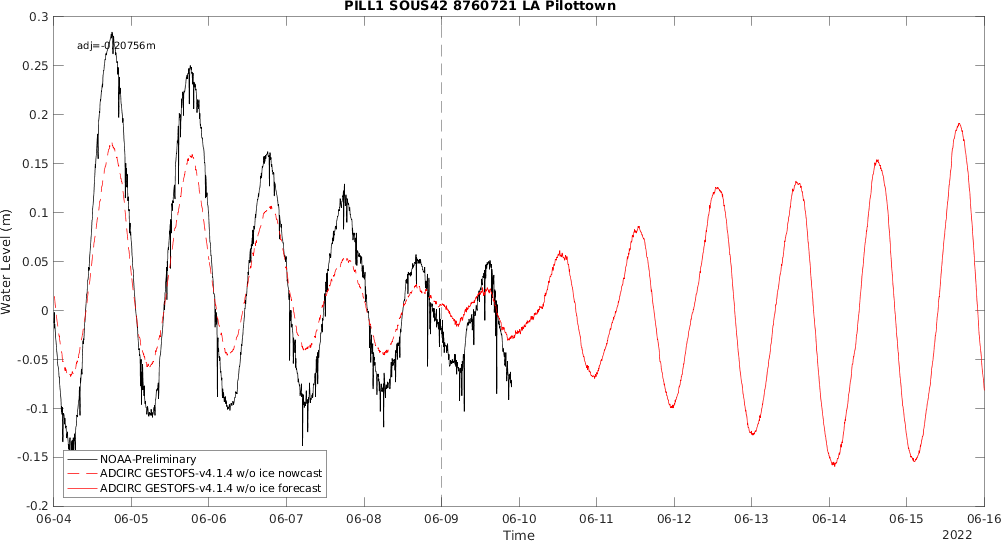 PILL1 SOUS42 8760721 LA Pilottown
0.3
0.25
0.2
0.15
0.1
0.05
0
-0.05
-0.1
-0.15
-0.2
Water Level (m)
adj=-0.20756m
NOAA-Preliminary
ADCIRC GESTOFS-v4.1.4 w/o ice nowcast
ADCIRC GESTOFS-v4.1.4 w/o ice forecast
06-04 06-05 06-06 06-07 06-08 06-09 06-10 06-11 06-12 06-13 06-14 06-15 06-16
Time
2022